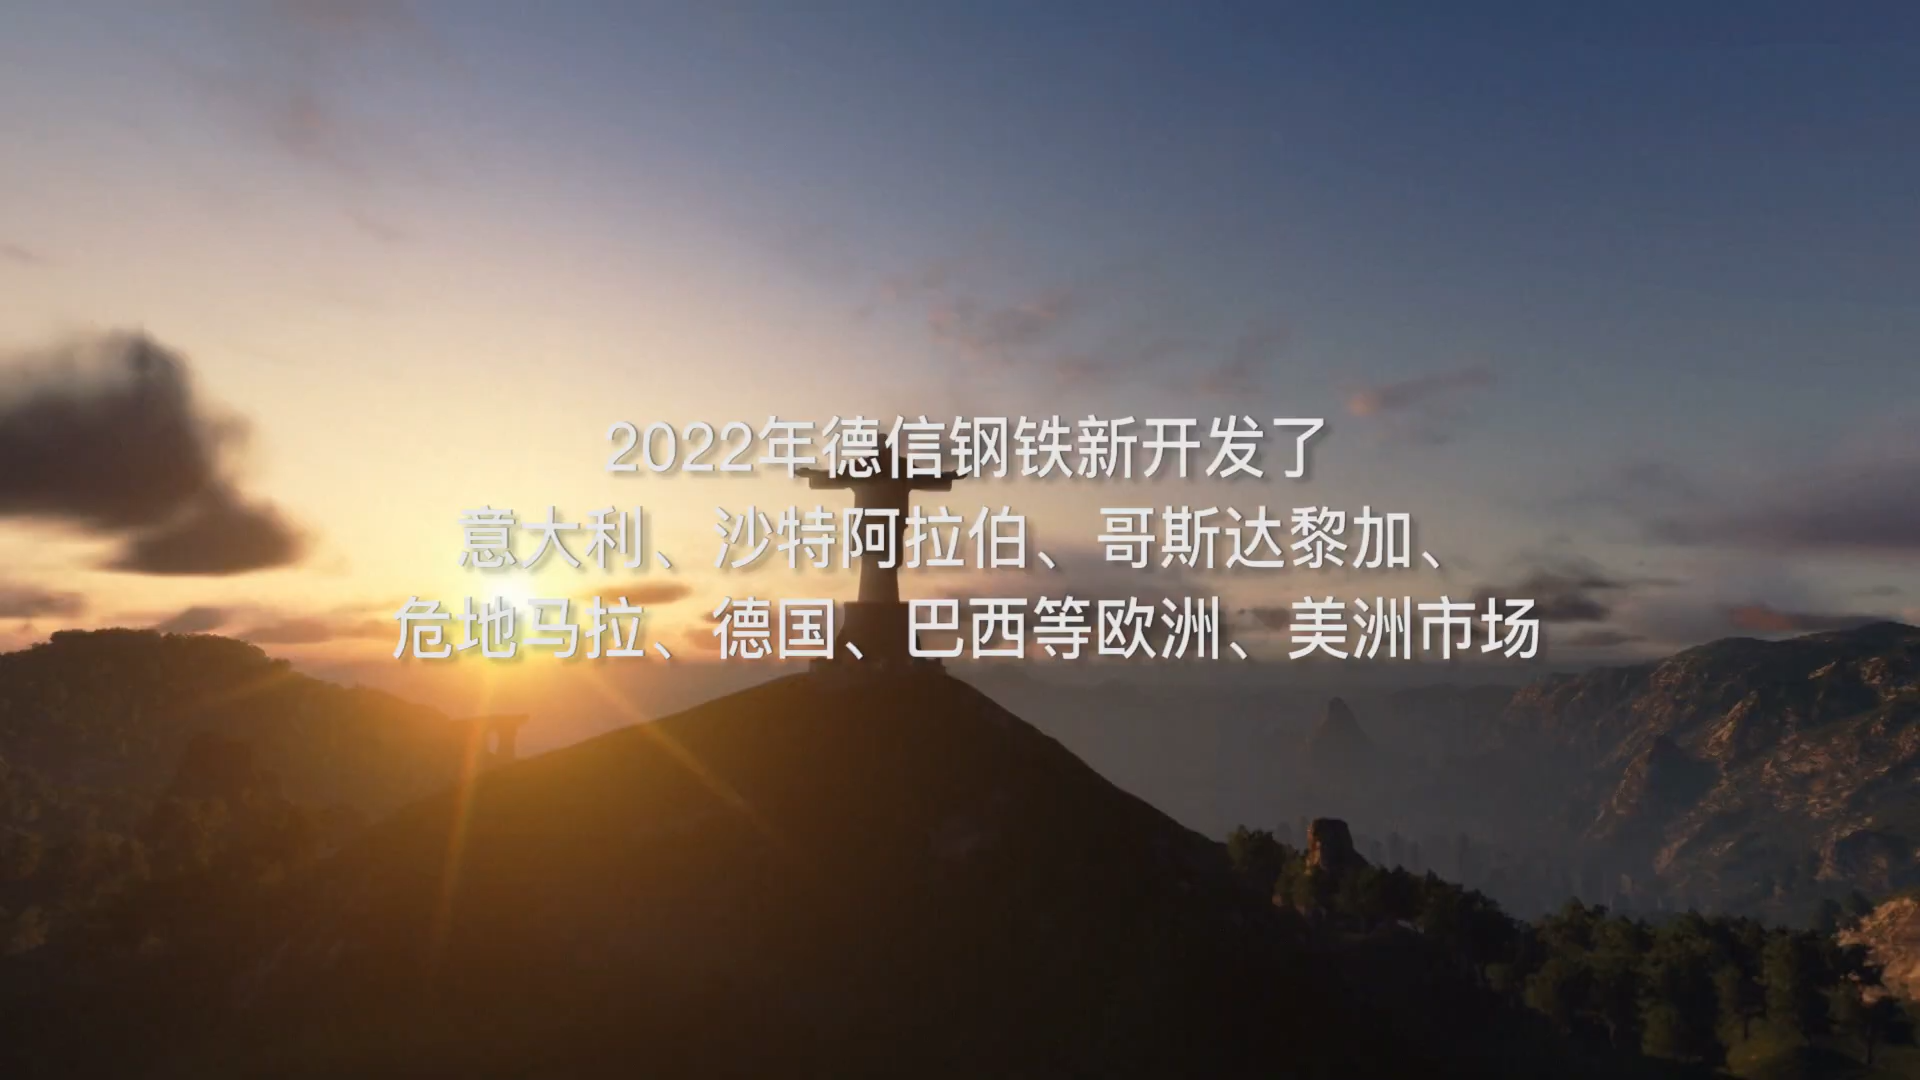 2022年德信钢铁新开发了
意大利、沙特阿拉伯、哥斯达黎加、
危地马拉、德国、巴西等欧洲、美洲市场